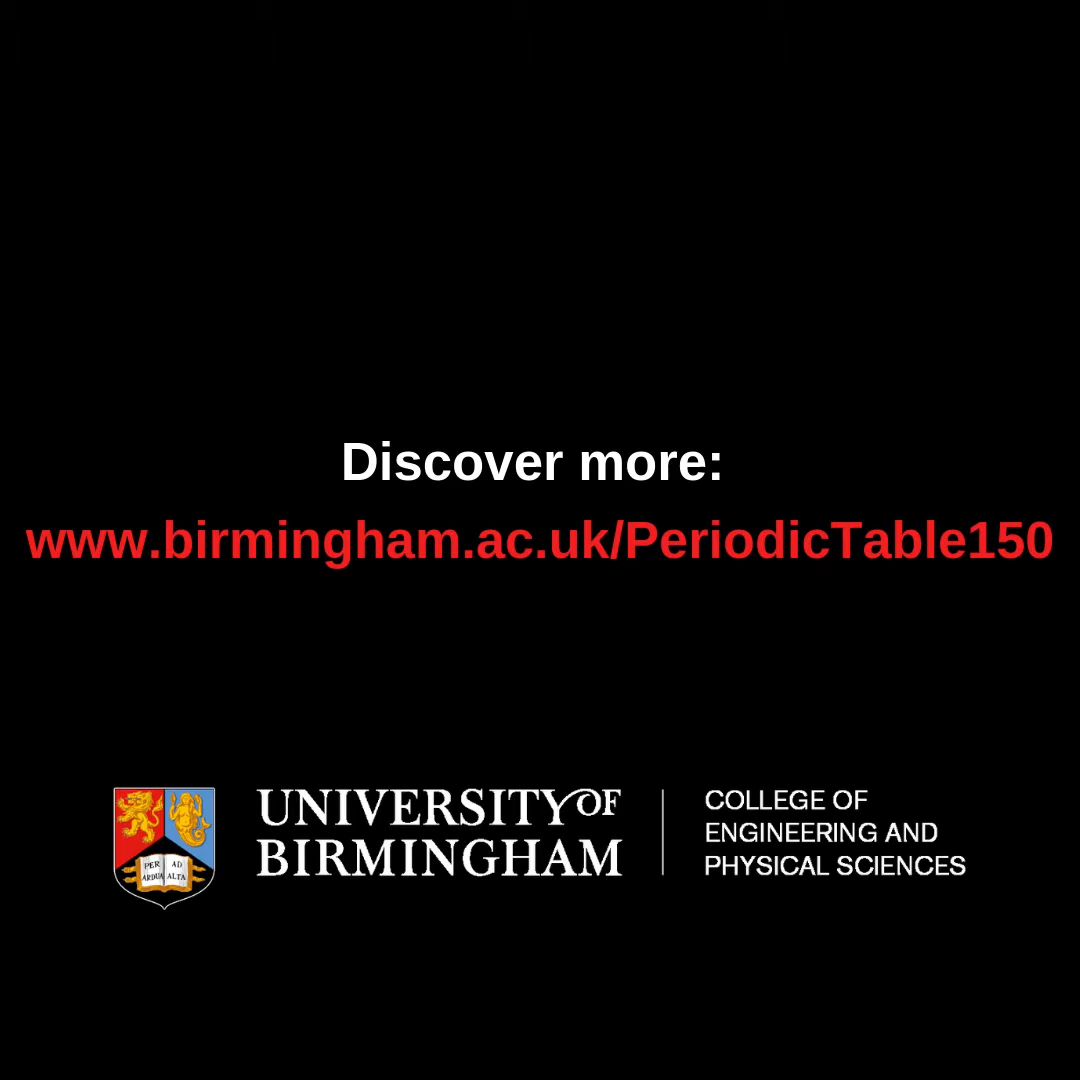 Discover more:
www.birmingham.ac.uk/PeriodicTable150
PER AD
ARDUA ALTA
UNIVERSITY OF
BIRMINGHAM
COLLEGE OF
ENGINEERING AND
PHYSICAL SCIENCES